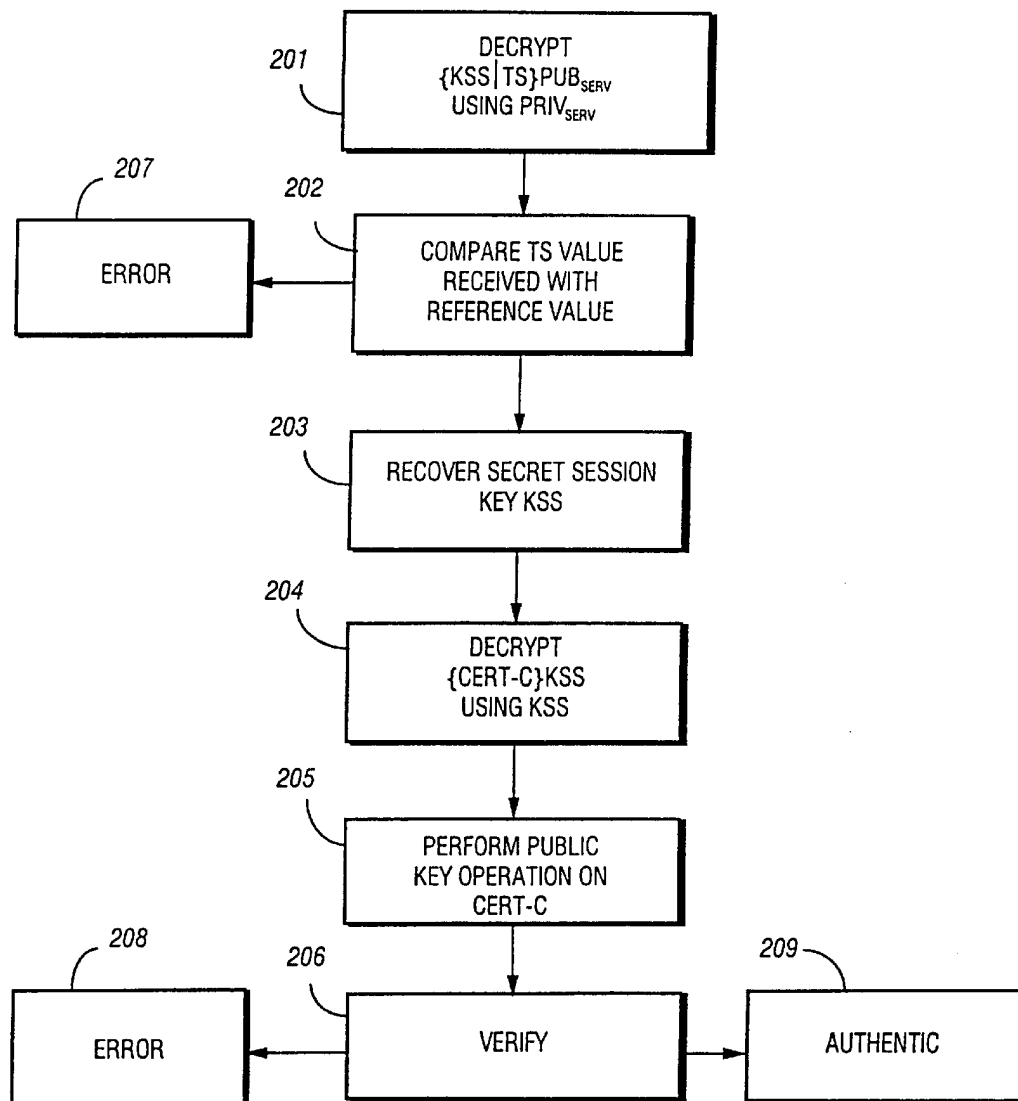 201
DECRYPT
{KSS|TS}PUB_SERV
USING PRIV_SERV
207
ERROR
202
COMPARE TS VALUE
RECEIVED WITH
REFERENCE VALUE
203
RECOVER SECRET SESSION
KEY KSS
204
DECRYPT
{CERT-C}KSS
USING KSS
205
PERFORM PUBLIC
KEY OPERATION ON
CERT-C
208
ERROR
206
VERIFY
209
AUTHENTIC